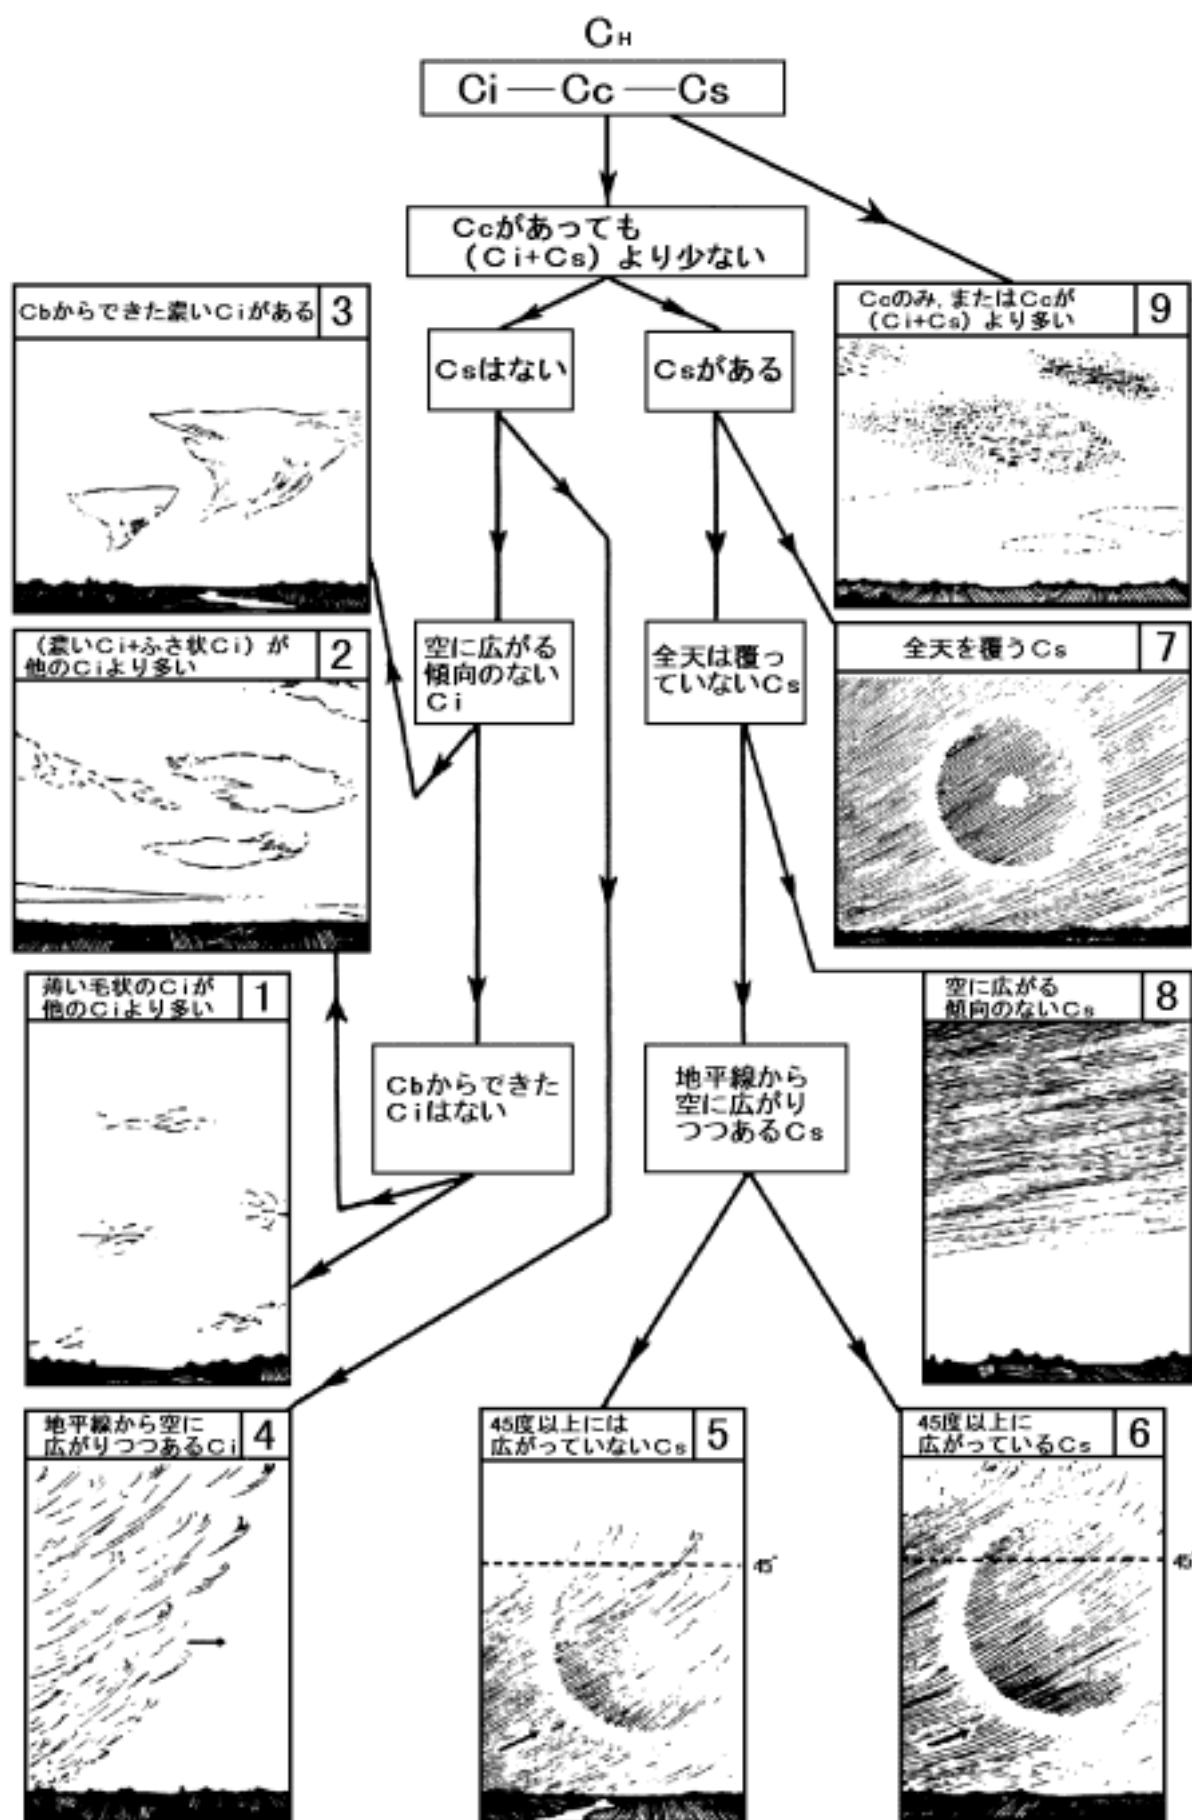 CH
Ci — Cc — Cs
Ccがあっても
(Ci+Cs) より少ない
Cbからできた濃いCiがある
3
Csはない
Csがある
Ccのみ, またはCcが
(Ci+Cs) より多い
9
(濃いCi+ふさ状Ci) が
他のCiより多い
2
空に広がる
傾向のない
Ci
全天は覆っ
ていないCs
全天を覆うCs
7
薄い毛状のCiが
他のCiより多い
1
Cbからできた
Ciはない
地平線から
空に広がり
つつあるCs
空に広がる
傾向のないCs
8
地平線から空に
広がりつつあるCi
4
45度以上には
広がっていないCs
5
45°
45度以上に
広がっているCs
6
45°